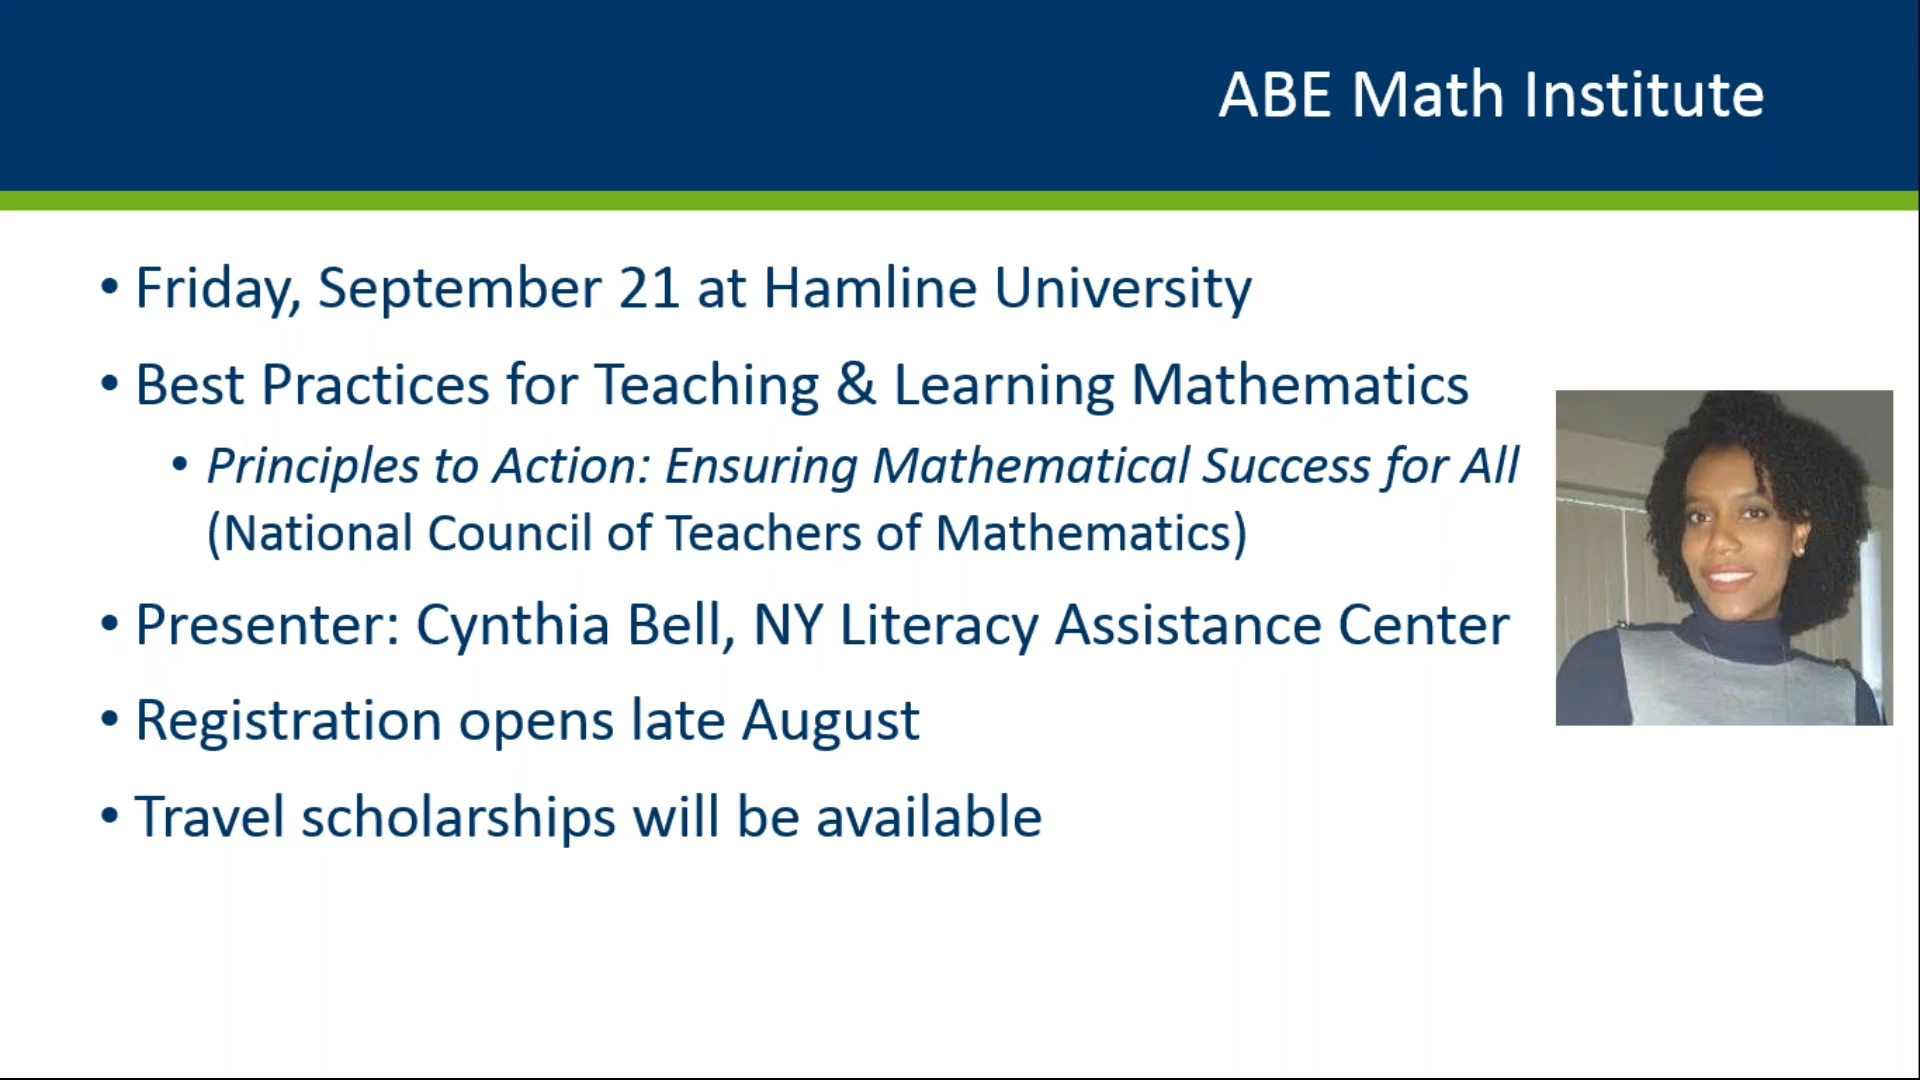 ABE Math Institute
• Friday, September 21 at Hamline University
• Best Practices for Teaching & Learning Mathematics
• Principles to Action: Ensuring Mathematical Success for All
(National Council of Teachers of Mathematics)
• Presenter: Cynthia Bell, NY Literacy Assistance Center
• Registration opens late August
• Travel scholarships will be available